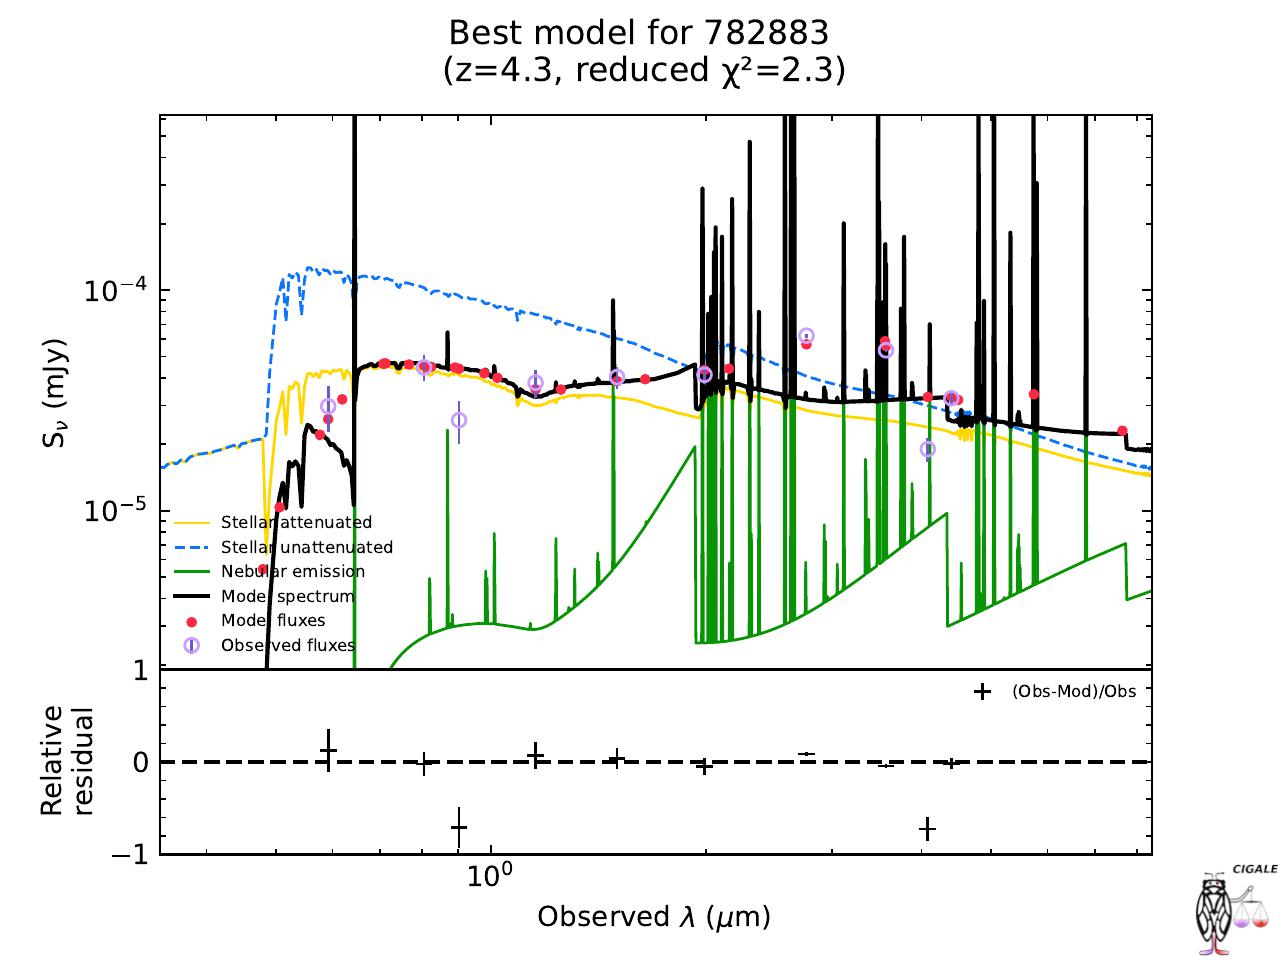 Best model for 782883
(z=4.3, reduced χ²=2.3)
S𝜈 (mJy)
10⁻⁴
10⁻⁵
Stellar attenuated
Stellar unattenuated
Nebular emission
Model spectrum
Model fluxes
Observed fluxes
1
0
−1
Relative
residual
(Obs-Mod)/Obs
10⁰
Observed λ (μm)
CIGALE